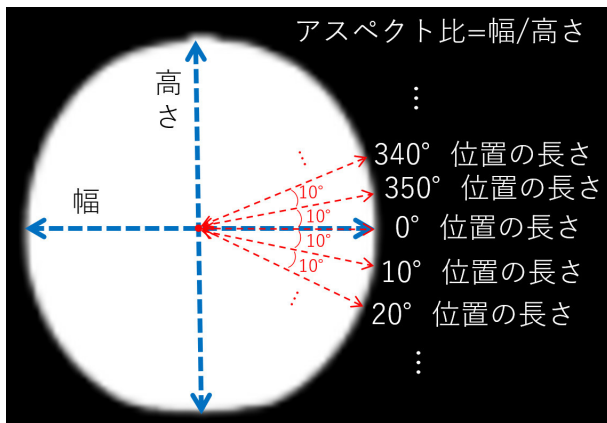 アスペクト比=幅/高さ
高さ
⋮
⋮
340° 位置の長さ
10°
350° 位置の長さ
幅
10°
0° 位置の長さ
10°
10° 位置の長さ
10°
20° 位置の長さ
⋮
⋮